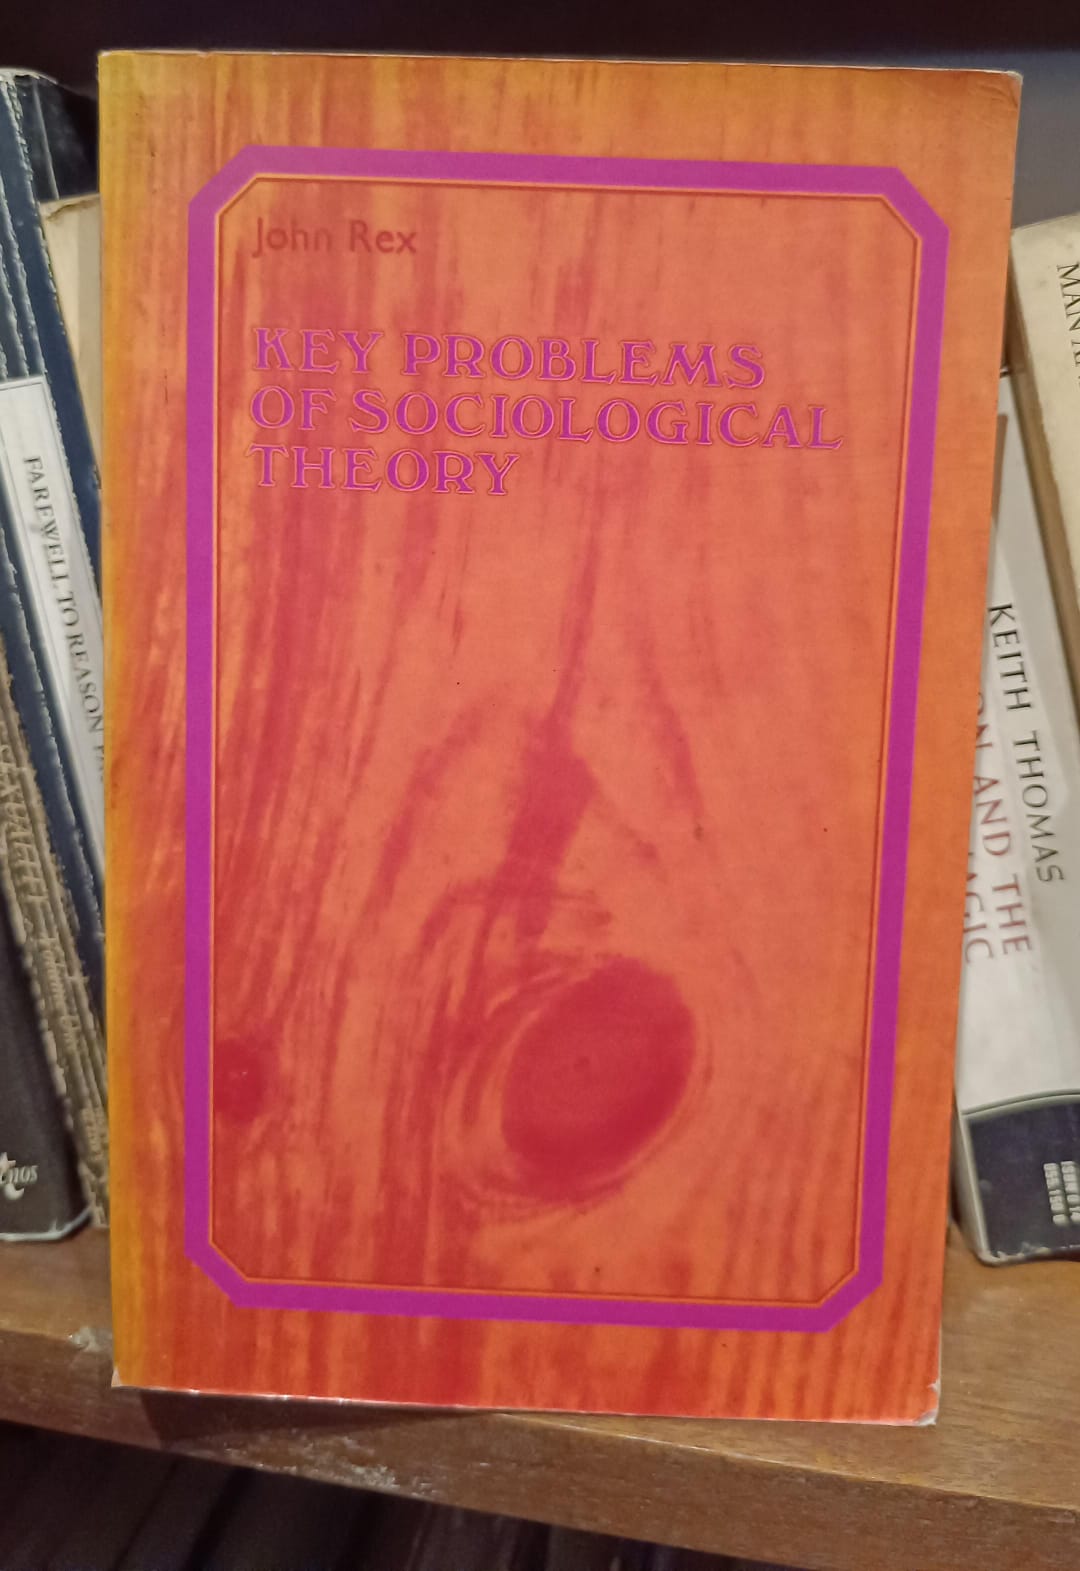 John Rex
KEY PROBLEMS
OF SOCIOLOGICAL
THEORY
FAREWELL TO REASON
KEITH THOMAS
AND THE